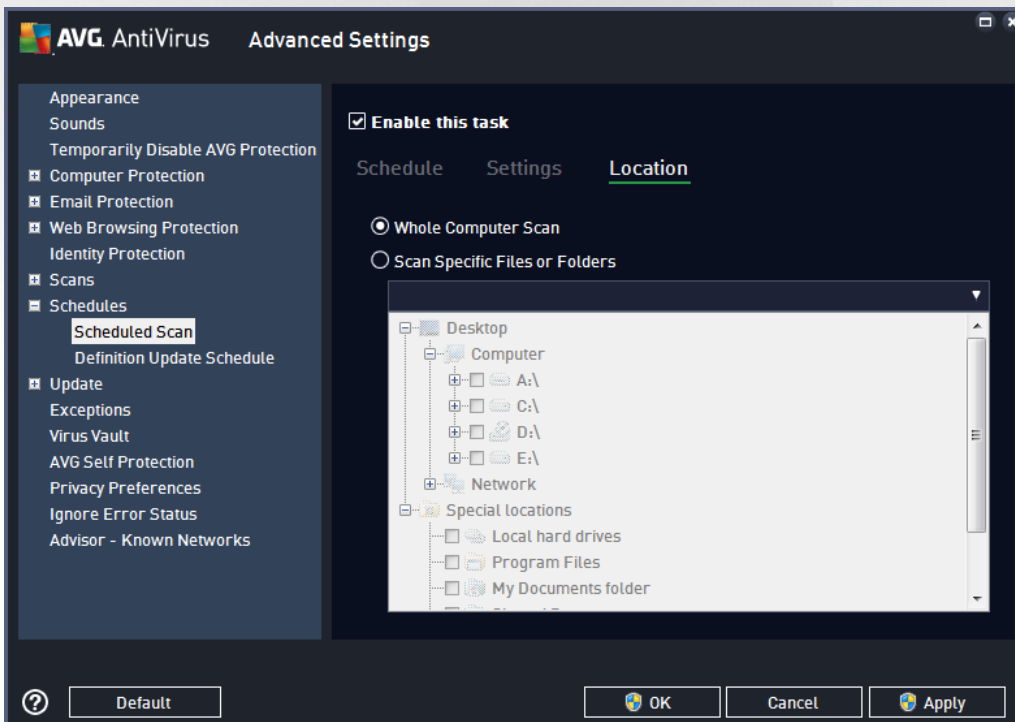 AVG. AntiVirus Advanced Settings
Appearance
Sounds
Temporarily Disable AVG Protection
Computer Protection
Email Protection
Web Browsing Protection
Identity Protection
Scans
Schedules
Scheduled Scan
Definition Update Schedule
Update
Exceptions
Virus Vault
AVG Self Protection
Privacy Preferences
Ignore Error Status
Advisor - Known Networks
Enable this task
Schedule Settings Location
Whole Computer Scan
Scan Specific Files or Folders
Desktop
Computer
A:\
C:\
D:\
E:\
Network
Special locations
Local hard drives
Program Files
My Documents folder
? Default OK Cancel Apply